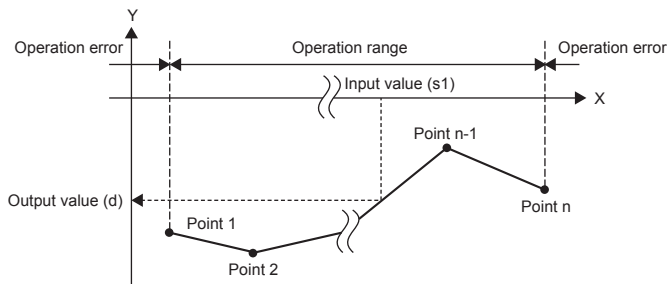 Y
Operation error
Operation range
Operation error
Input value (s1)
X
Point n-1
Output value (d)
Point n
Point 1
Point 2